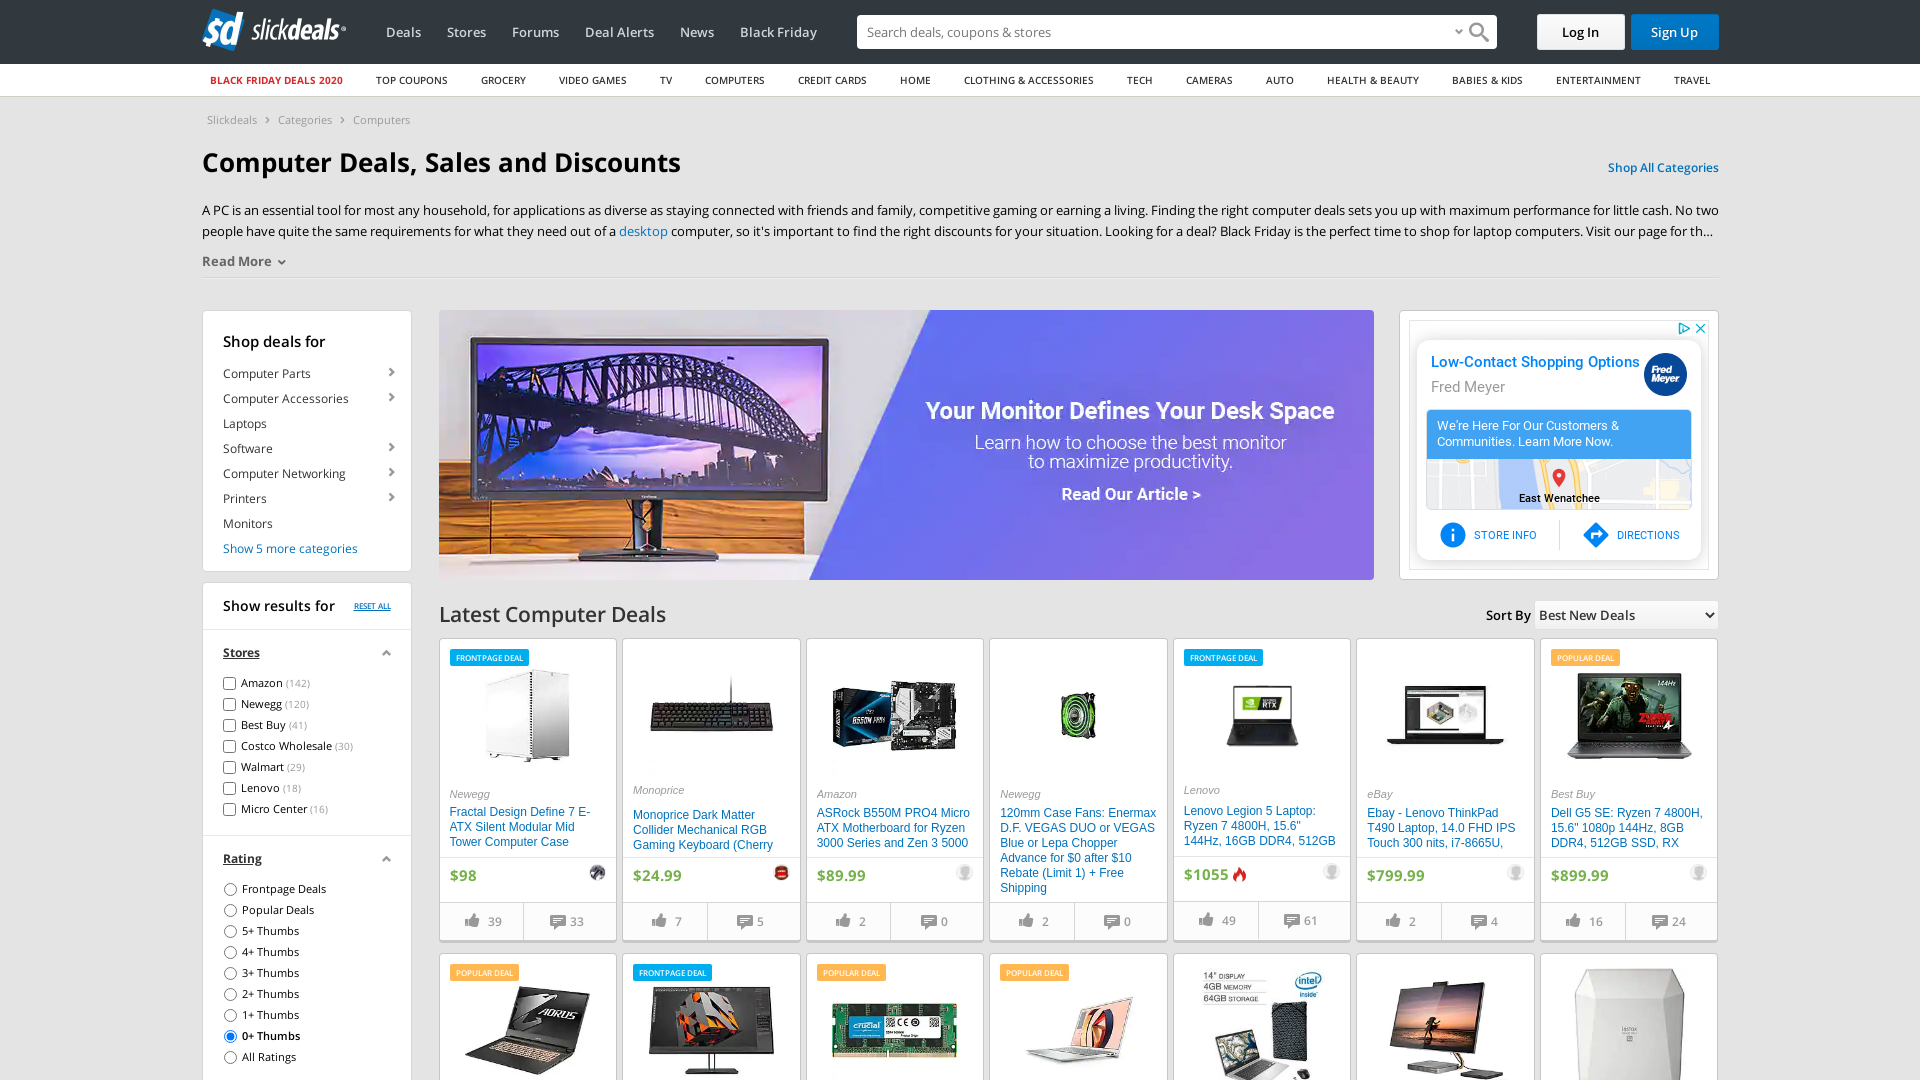 slickdeals
Deals
Stores
Forums
Deal Alerts
News
Black Friday
Search deals, coupons & stores
Log In
Sign Up
BLACK FRIDAY DEALS 2020
TOP COUPONS
GROCERY
VIDEO GAMES
TV
COMPUTERS
CREDIT CARDS
HOME
CLOTHING & ACCESSORIES
TECH
CAMERAS
AUTO
HEALTH & BEAUTY
BABIES & KIDS
ENTERTAINMENT
TRAVEL
Slickdeals > Categories > Computers
Computer Deals, Sales and Discounts
Shop All Categories
A PC is an essential tool for most any household, for applications as diverse as staying connected with friends and family, competitive gaming or earning a living. Finding the right computer deals sets you up with maximum performance for little cash. No two
people have quite the same requirements for what they need out of a desktop computer, so it's important to find the right discounts for your situation. Looking for a deal? Black Friday is the perfect time to shop for laptop computers. Visit our page for th...
Read More
Shop deals for
Computer Parts
Computer Accessories
Laptops
Software
Computer Networking
Printers
Monitors
Show 5 more categories
Show results for
RESET ALL
Stores
Amazon (142)
Newegg (120)
Best Buy (41)
Costco Wholesale (30)
Walmart (29)
Lenovo (18)
Micro Center (16)
Rating
Frontpage Deals
Popular Deals
5+ Thumbs
4+ Thumbs
3+ Thumbs
2+ Thumbs
1+ Thumbs
0+ Thumbs
All Ratings
Your Monitor Defines Your Desk Space
Learn how to choose the best monitor
to maximize productivity.
Read Our Article >
Low-Contact Shopping Options
Fred Meyer
Fred
Meyer
We're Here For Our Customers &
Communities. Learn More Now.
East Wenatchee
STORE INFO
DIRECTIONS
Latest Computer Deals
Sort By
Best New Deals
FRONTPAGE DEAL
Newegg
Fractal Design Define 7 E-
ATX Silent Modular Mid
Tower Computer Case
$98
39
33
Monoprice
Monoprice Dark Matter
Collider Mechanical RGB
Gaming Keyboard (Cherry
$24.99
7
5
B550M PRO4
Amazon
ASRock B550M PRO4 Micro
ATX Motherboard for Ryzen
3000 Series and Zen 3 5000
$89.99
2
0
Newegg
120mm Case Fans: Enermax
D.F. VEGAS DUO or VEGAS
Blue or Lepa Chopper
Advance for $0 after $10
Rebate (Limit 1) + Free
Shipping
2
0
FRONTPAGE DEAL
RTX
Lenovo
Lenovo Legion 5 Laptop:
Ryzen 7 4800H, 15.6"
144Hz, 16GB DDR4, 512GB
$1055
49
61
eBay
Ebay - Lenovo ThinkPad
T490 Laptop, 14.0 FHD IPS
Touch 300 nits, i7-8665U,
$799.99
2
4
POPULAR DEAL
144Hz
Best Buy
Dell G5 SE: Ryzen 7 4800H,
15.6" 1080p 144Hz, 8GB
DDR4, 512GB SSD, RX
$899.99
16
24
POPULAR DEAL
AORUS
FRONTPAGE DEAL
POPULAR DEAL
crucial
POPULAR DEAL
14" DISPLAY
4GB MEMORY
64GB STORAGE
intel
inside